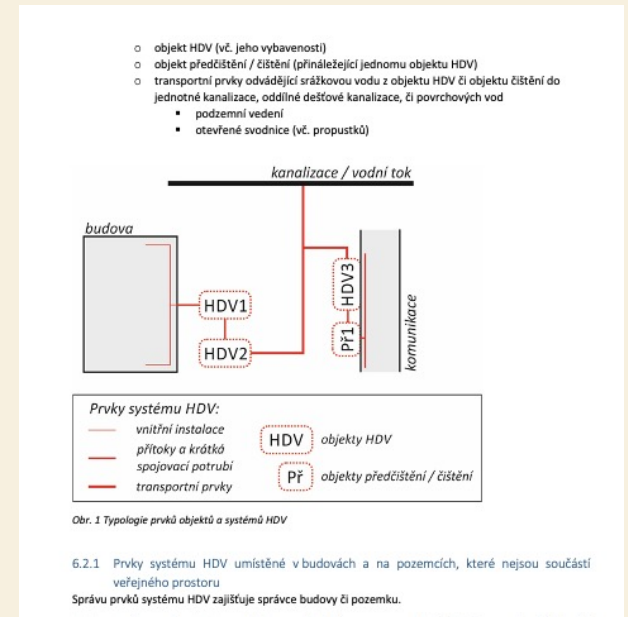 o objekt HDV (vč. jeho vybavenosti)
o objekt předčištění / čištění (přináležející jednomu objektu HDV)
o transportní prvky odvádějící srážkovou vodu z objektu HDV či objektu čištění do
jednotné kanalizace, oddílné dešťové kanalizace, či povrchových vod
▪ podzemní vedení
▪ otevřené svodnice (vč. propustků)
kanalizace / vodní tok
budova
HDV1
HDV2
HDV3
Př1
komunikace
Prvky systému HDV:
vnitřní instalace
přítoky a krátká
spojovací potrubí
transportní prvky
HDV objekty HDV
Př objekty předčištění / čištění
Obr. 1 Typologie prvků objektů a systémů HDV
6.2.1 Prvky systému HDV umístěné v budovách a na pozemcích, které nejsou součástí
veřejného prostoru
Správu prvků systému HDV zajišťuje správce budovy či pozemku.